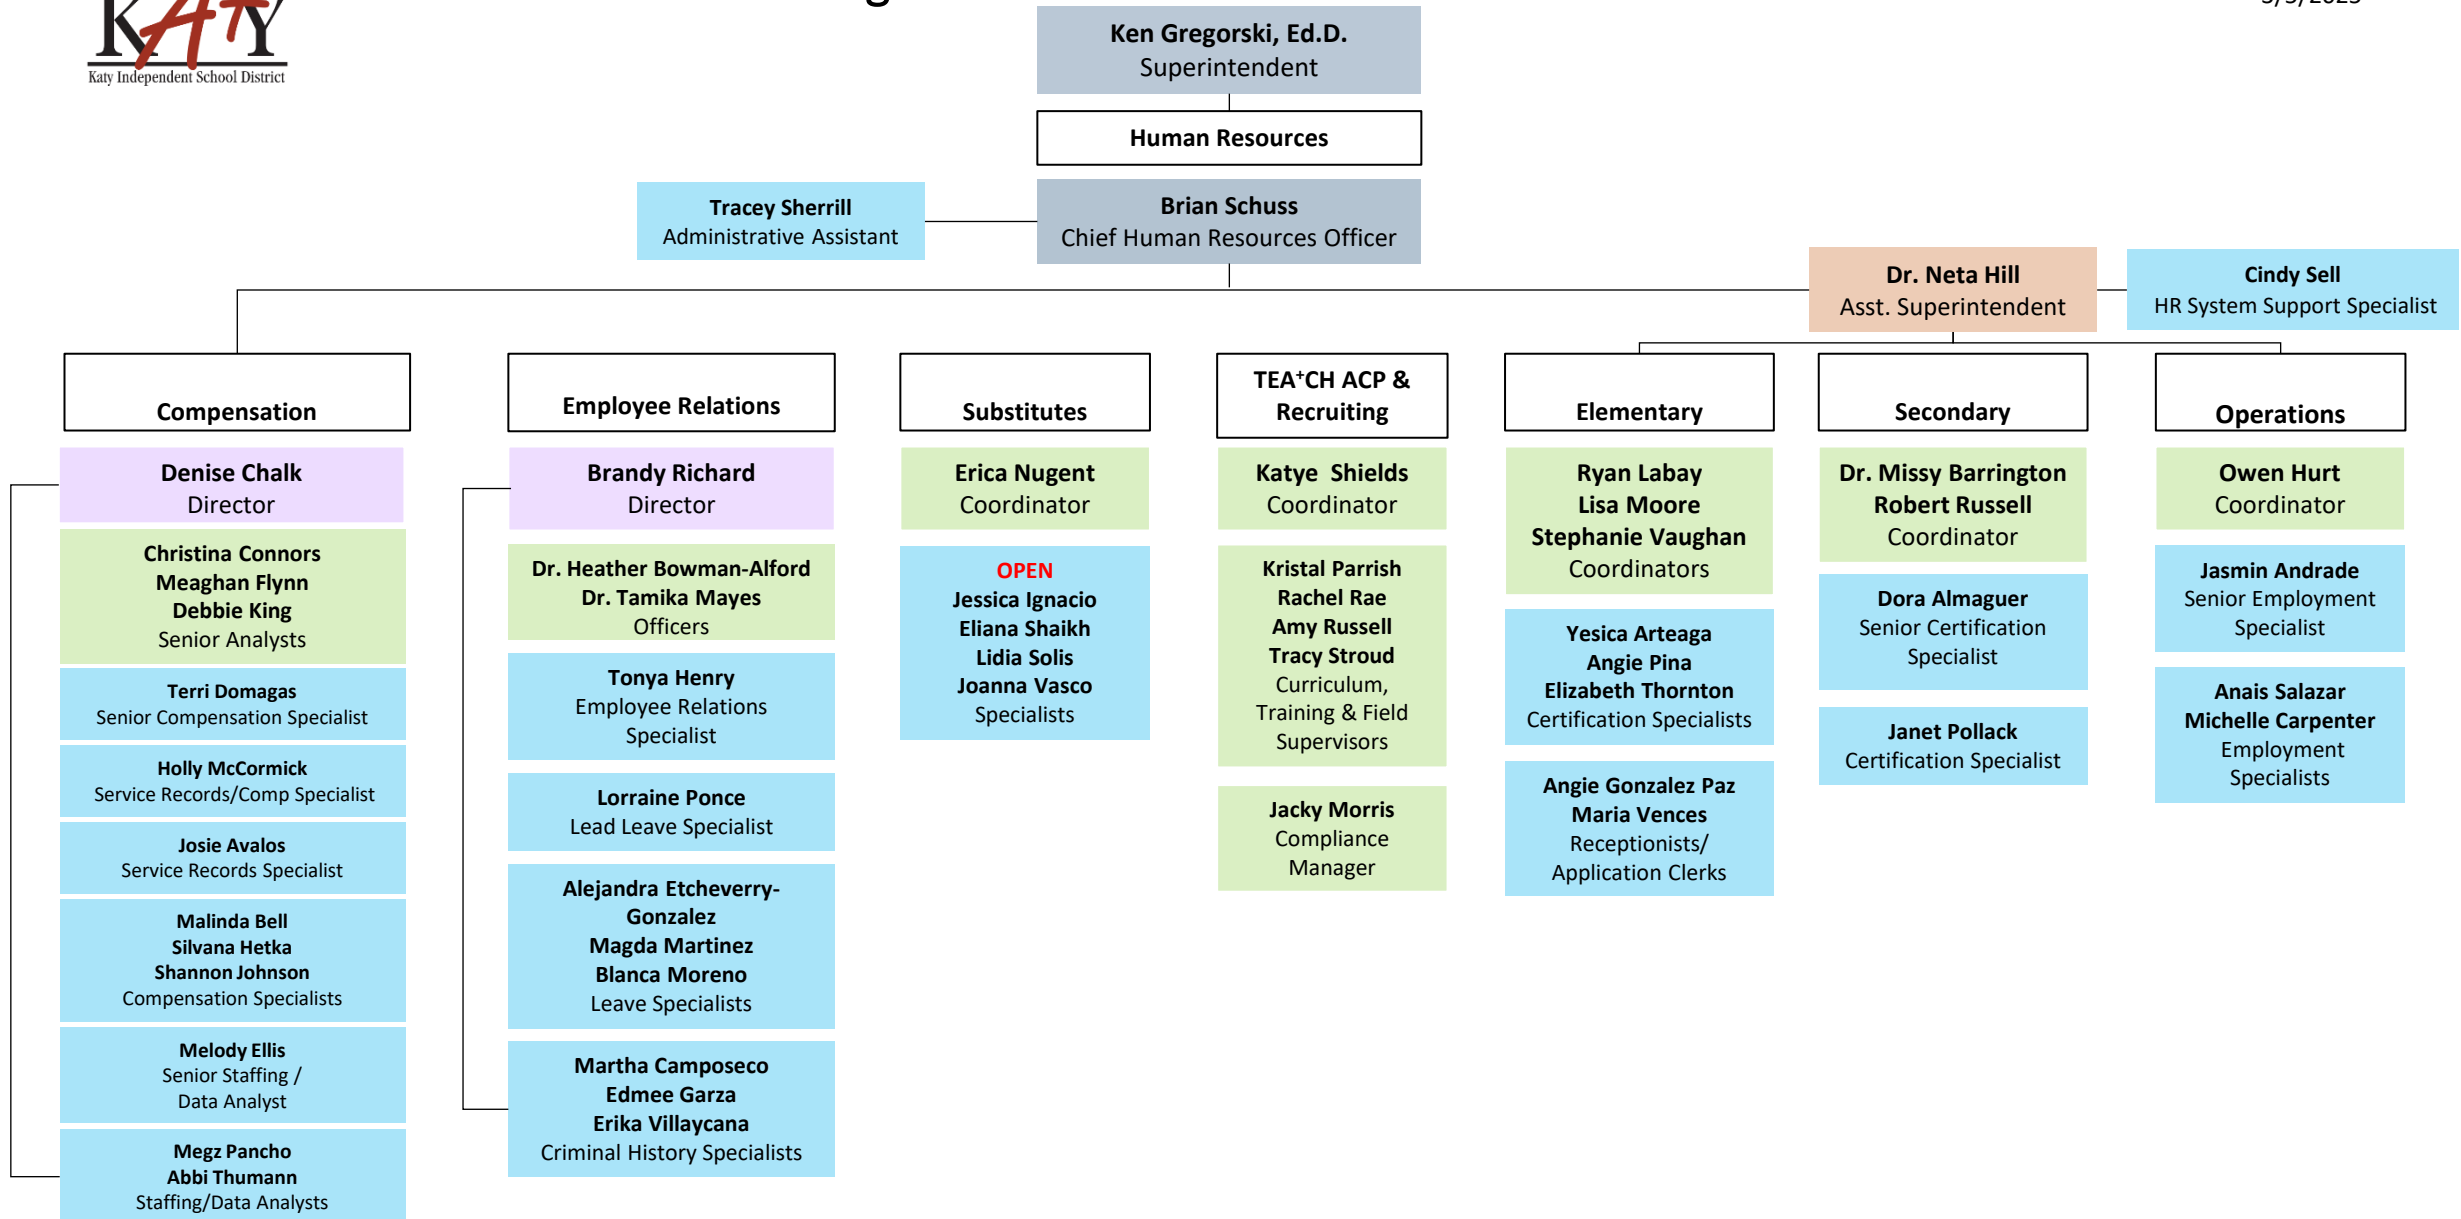 KATY
Katy Independent School District
Ken Gregorski, Ed.D.
Superintendent
Human Resources
Tracey Sherrill
Administrative Assistant
Brian Schuss
Chief Human Resources Officer
Dr. Neta Hill
Asst. Superintendent
Cindy Sell
HR System Support Specialist
Compensation
Denise Chalk
Director
Christina Connors
Meaghan Flynn
Debbie King
Senior Analysts
Terri Domagas
Senior Compensation Specialist
Holly McCormick
Service Records/Comp Specialist
Josie Avalos
Service Records Specialist
Malinda Bell
Silvana Hetka
Shannon Johnson
Compensation Specialists
Melody Ellis
Senior Staffing /
Data Analyst
Megz Pancho
Abbi Thumann
Staffing/Data Analysts
Employee Relations
Brandy Richard
Director
Dr. Heather Bowman-Alford
Dr. Tamika Mayes
Officers
Tonya Henry
Employee Relations
Specialist
Lorraine Ponce
Lead Leave Specialist
Alejandra Etcheverry-
Gonzalez
Magda Martinez
Blanca Moreno
Leave Specialists
Martha Camposeco
Edmee Garza
Erika Villaycana
Criminal History Specialists
Substitutes
Erica Nugent
Coordinator
OPEN
Jessica Ignacio
Eliana Shaikh
Lidia Solis
Joanna Vasco
Specialists
TEA⁺CH ACP &
Recruiting
Katye  Shields
Coordinator
Kristal Parrish
Rachel Rae
Amy Russell
Tracy Stroud
Curriculum,
Training & Field
Supervisors
Jacky Morris
Compliance
Manager
Elementary
Ryan Labay
Lisa Moore
Stephanie Vaughan
Coordinators
Yesica Arteaga
Angie Pina
Elizabeth Thornton
Certification Specialists
Angie Gonzalez Paz
Maria Vences
Receptionists/
Application Clerks
Secondary
Dr. Missy Barrington
Robert Russell
Coordinator
Dora Almaguer
Senior Certification
Specialist
Janet Pollack
Certification Specialist
Operations
Owen Hurt
Coordinator
Jasmin Andrade
Senior Employment
Specialist
Anais Salazar
Michelle Carpenter
Employment
Specialists